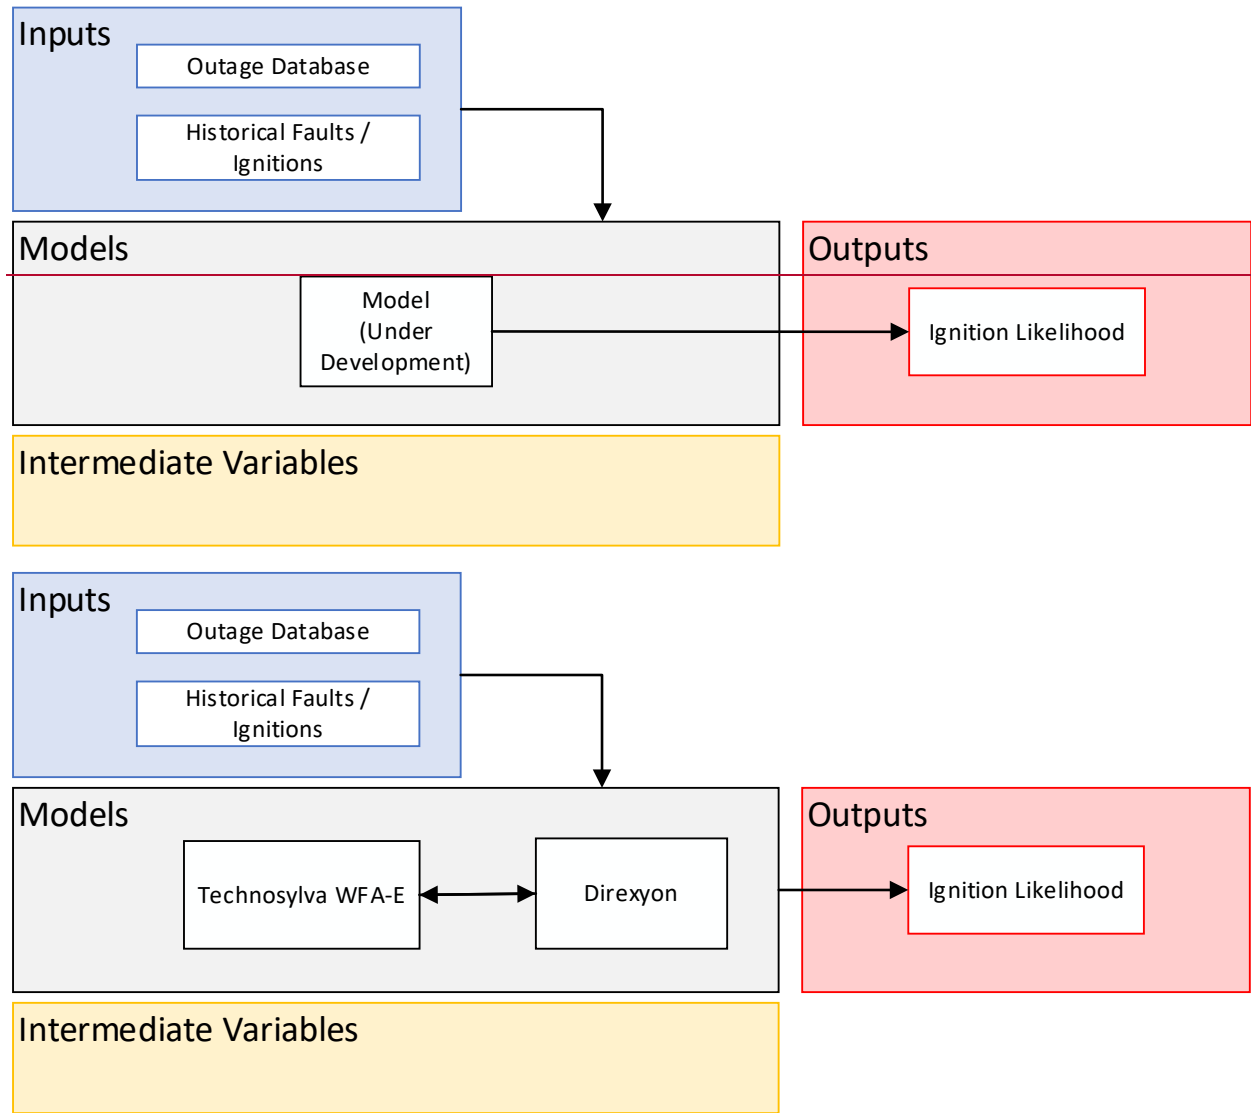 Inputs
Outage Database
Historical Faults /
Ignitions
Models
Model
(Under
Development)
Outputs
Ignition Likelihood
Intermediate Variables
Inputs
Outage Database
Historical Faults /
Ignitions
Models
Technosylva WFA-E
Direxyon
Outputs
Ignition Likelihood
Intermediate Variables